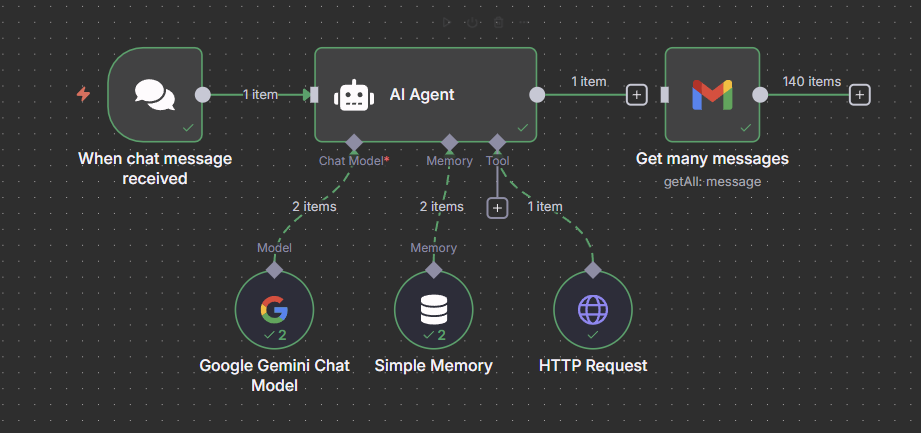 1 item
AI Agent
1 item
140 items
When chat message
received
Chat Model*
Memory
Tool
Get many messages
getAll: message
2 items
2 items
1 item
Model
Memory
2
2
Google Gemini Chat
Model
Simple Memory
HTTP Request